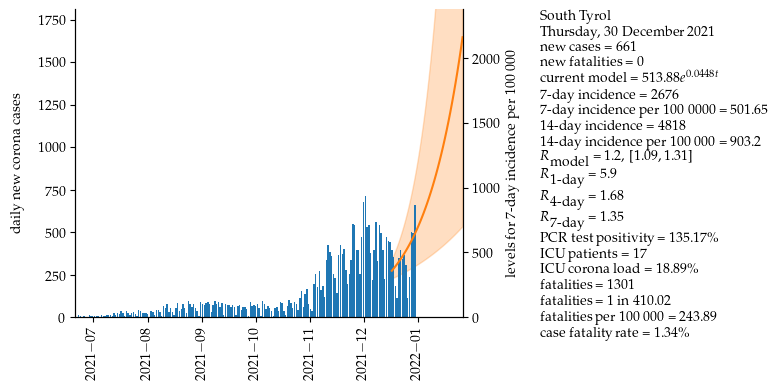 1750
1500
1250
1000
750
500
250
0
daily new corona cases
2021−07
2021−08
2021−09
2021−10
2021−11
2021−12
2022−01
2000
1500
1000
500
0
levels for 7-day incidence per 100 000
South Tyrol
Thursday, 30 December 2021
new cases = 661
new fatalities = 0
current model = 513.88e^0.0448t
7-day incidence = 2676
7-day incidence per 100 0000 = 501.65
14-day incidence = 4818
14-day incidence per 100 000 = 903.2
R_model = 1.2, [1.09, 1.31]
R_1-day = 5.9
R_4-day = 1.68
R_7-day = 1.35
PCR test positivity = 135.17%
ICU patients = 17
ICU corona load = 18.89%
fatalities = 1301
fatalities = 1 in 410.02
fatalities per 100 000 = 243.89
case fatality rate = 1.34%